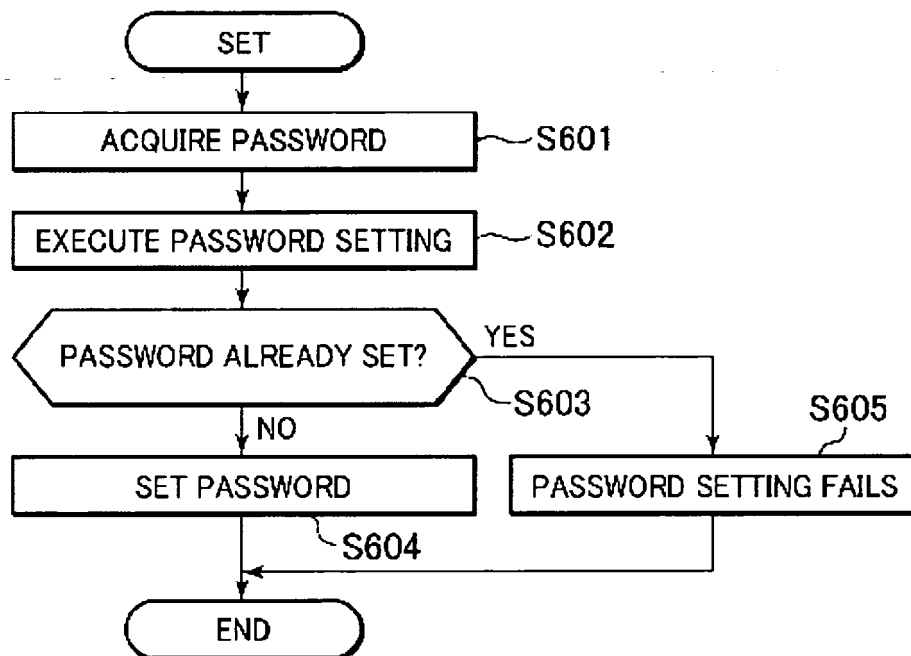 SET
ACQUIRE PASSWORD
S601
EXECUTE PASSWORD SETTING
S602
PASSWORD ALREADY SET?
YES
S603
NO
S605
SET PASSWORD
PASSWORD SETTING FAILS
S604
END